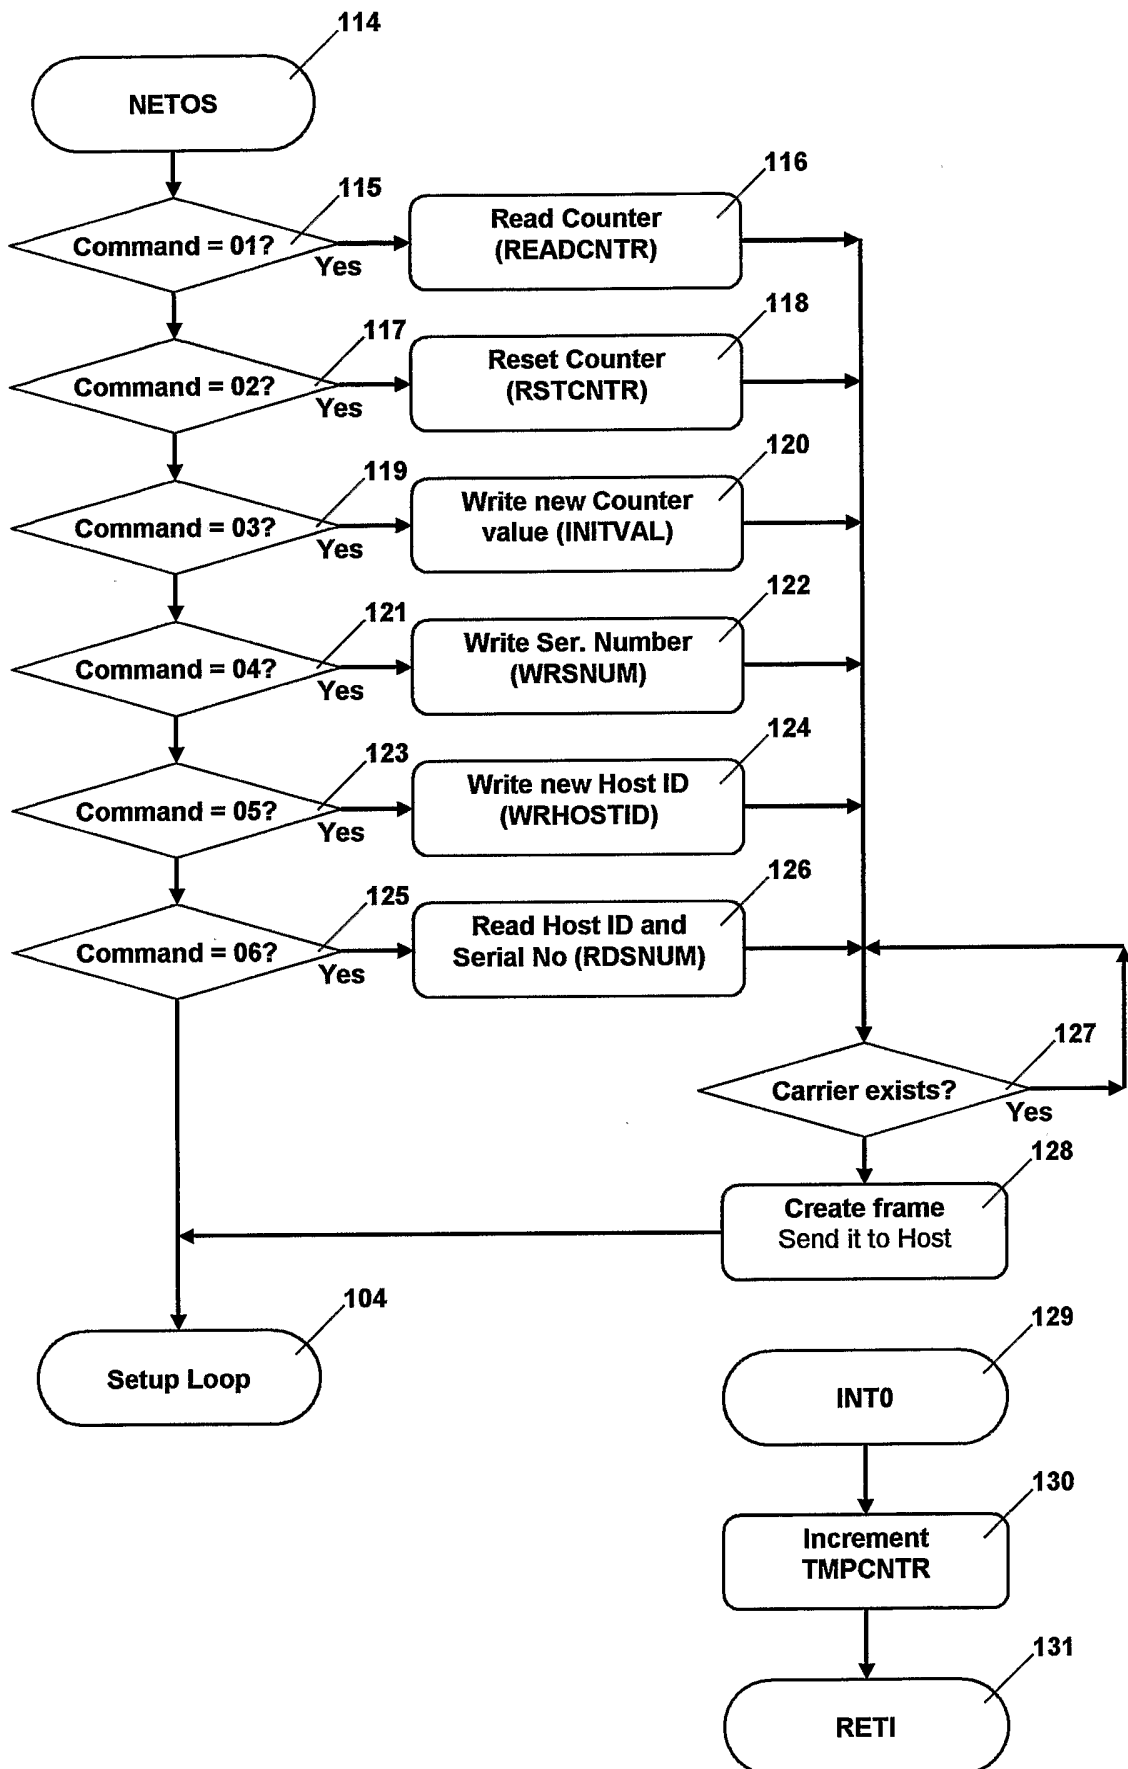 114
NETOS
115
116
Command = 01?
Yes
Read Counter
(READCNTR)
117
118
Command = 02?
Yes
Reset Counter
(RSTCNTR)
119
120
Command = 03?
Yes
Write new Counter
value (INITVAL)
121
122
Command = 04?
Yes
Write Ser. Number
(WRSNUM)
123
124
Command = 05?
Yes
Write new Host ID
(WRHOSTID)
125
126
Command = 06?
Yes
Read Host ID and
Serial No (RDSNUM)
127
Carrier exists?
Yes
128
Create frame
Send it to Host
104
Setup Loop
129
INT0
130
Increment
TMPCNTR
131
RETI